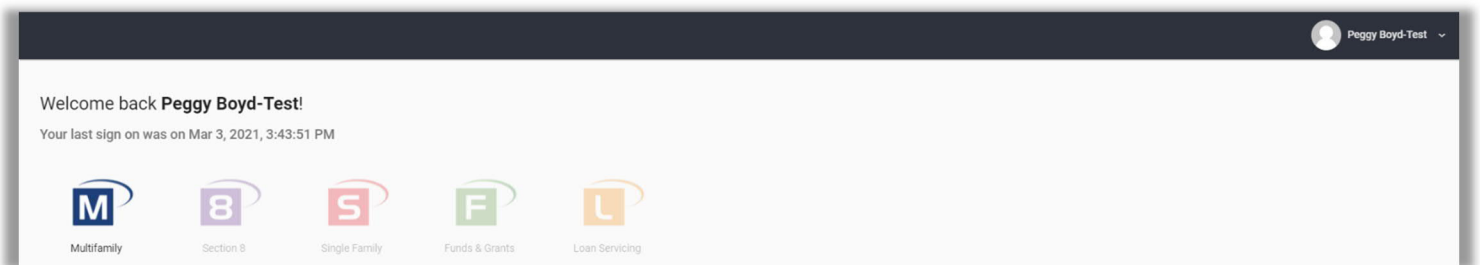 Peggy Boyd-Test
Welcome back Peggy Boyd-Test!
Your last sign on was on Mar 3, 2021, 3:43:51 PM
M 8 S F L
Multifamily Section 8 Single Family Funds & Grants Loan Servicing